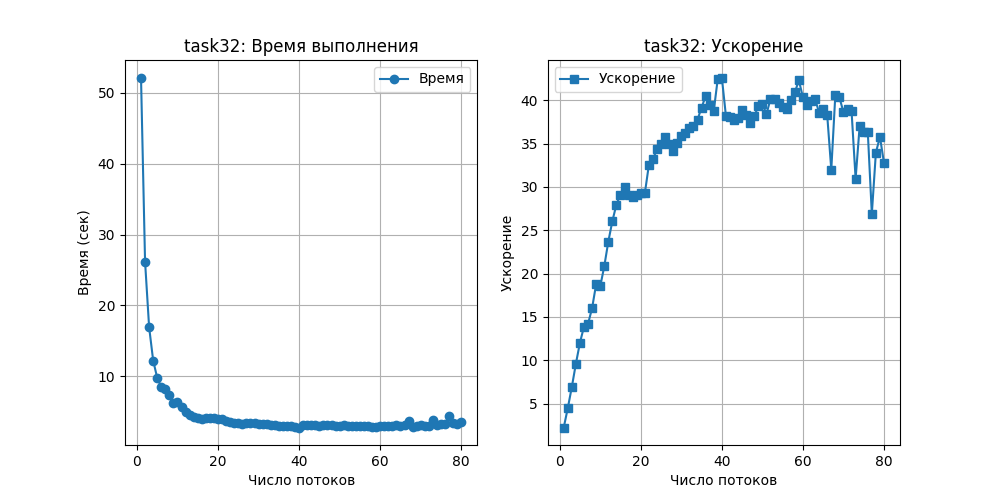 task32: Время выполнения
Время
50
40
30
20
10
Время (сек)
0
20
40
60
80
Число потоков
task32: Ускорение
Ускорение
40
35
30
25
20
15
10
5
Ускорение
0
20
40
60
80
Число потоков